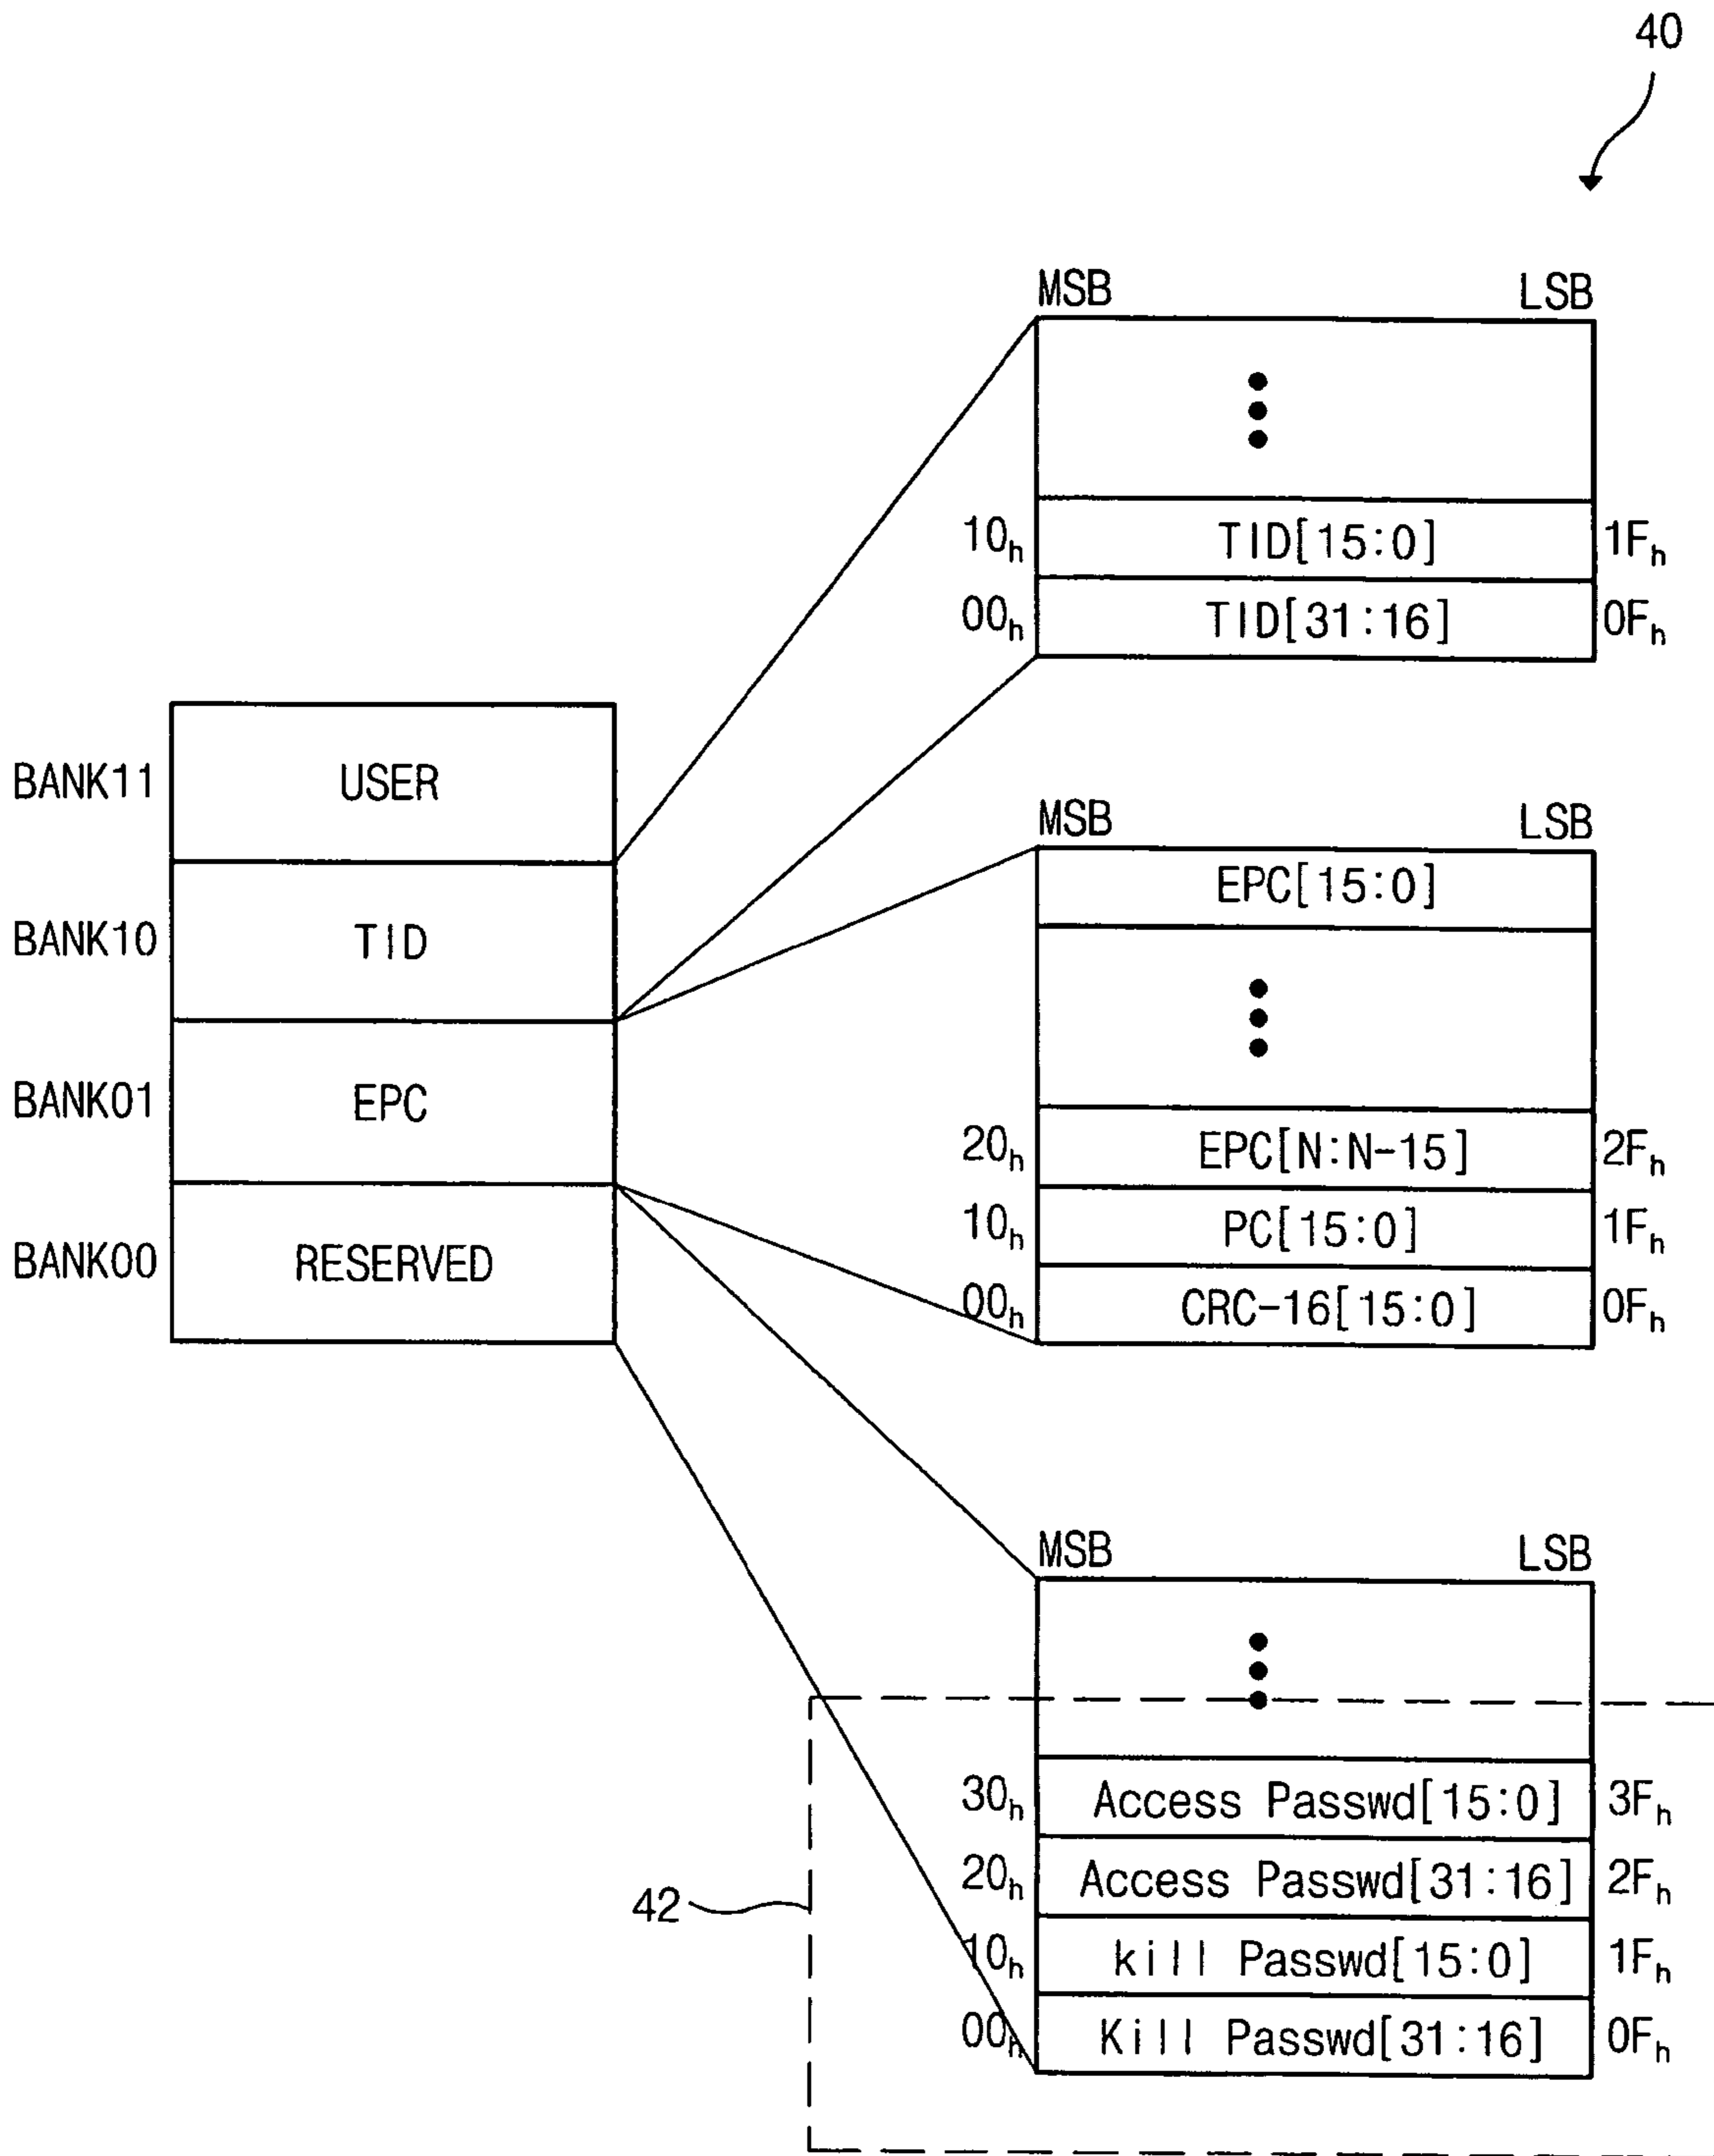 40
MSB LSB
10h TID[15:0] 1Fh
00h TID[31:16] 0Fh
BANK11 USER
BANK10 TID
BANK01 EPC
BANK00 RESERVED
MSB LSB
EPC[15:0]
20h EPC[N:N-15] 2Fh
10h PC[15:0] 1Fh
00h CRC-16[15:0] 0Fh
MSB LSB
30h Access Passwd[15:0] 3Fh
20h Access Passwd[31:16] 2Fh
10h kill Passwd[15:0] 1Fh
00h Kill Passwd[31:16] 0Fh
42